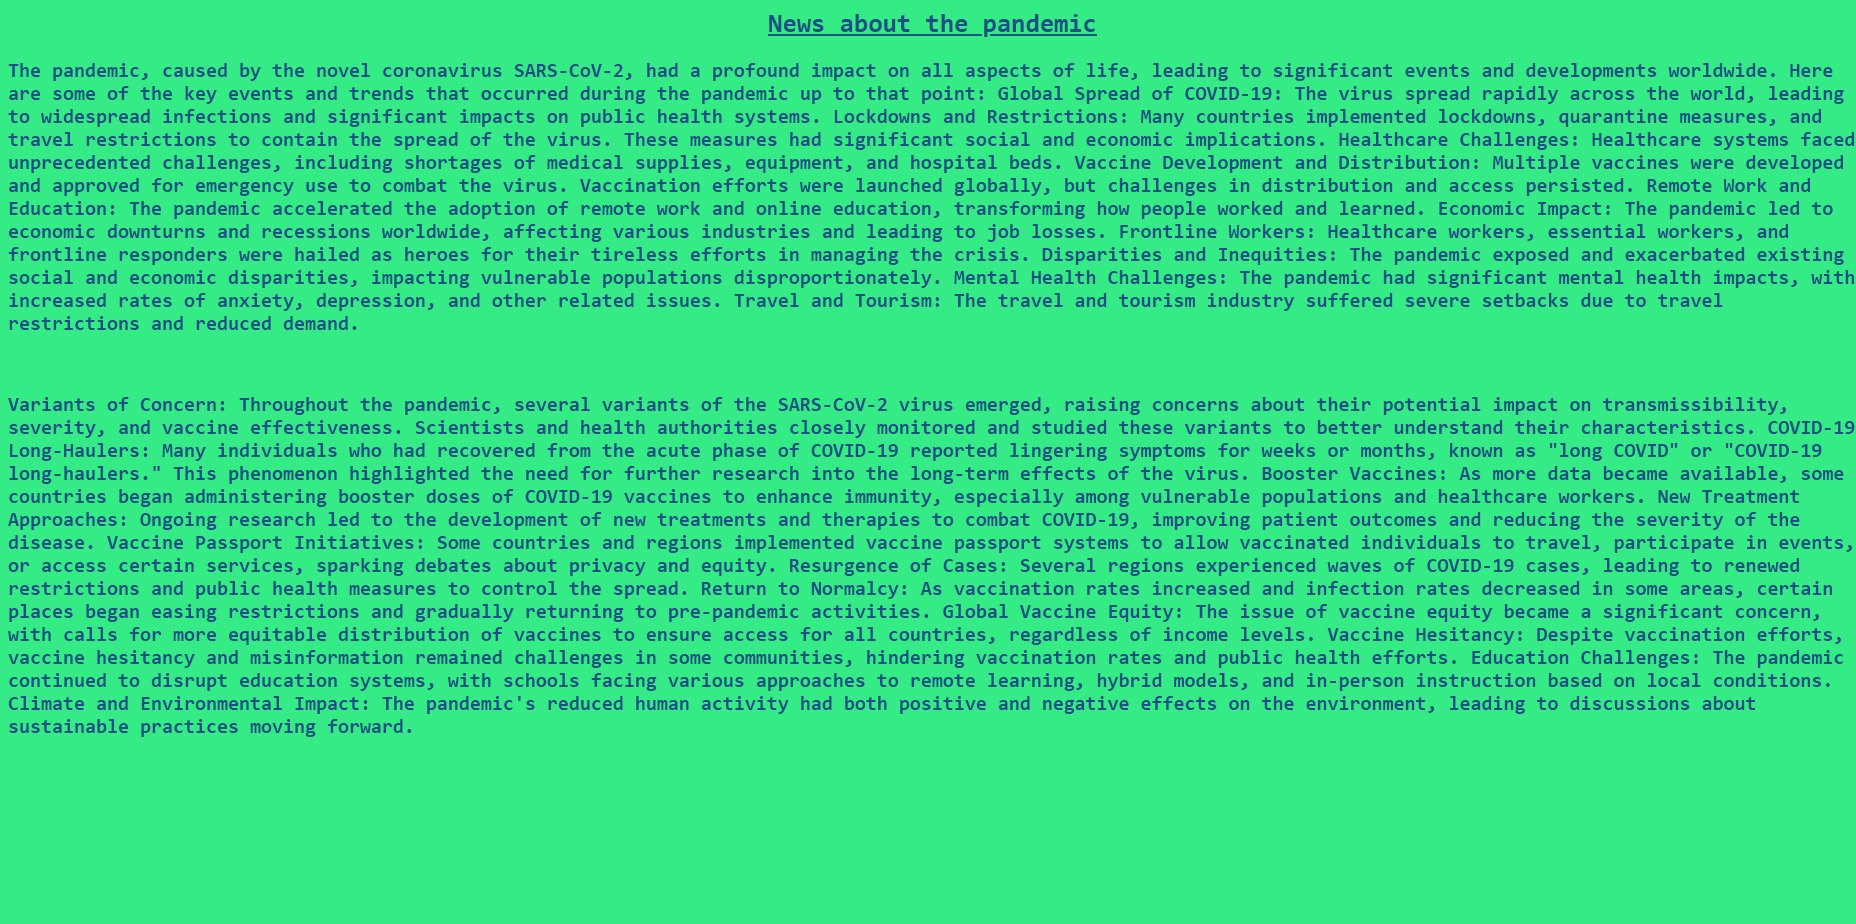 News about the pandemic
The pandemic, caused by the novel coronavirus SARS-CoV-2, had a profound impact on all aspects of life, leading to significant events and developments worldwide. Here
are some of the key events and trends that occurred during the pandemic up to that point: Global Spread of COVID-19: The virus spread rapidly across the world, leading
to widespread infections and significant impacts on public health systems. Lockdowns and Restrictions: Many countries implemented lockdowns, quarantine measures, and
travel restrictions to contain the spread of the virus. These measures had significant social and economic implications. Healthcare Challenges: Healthcare systems faced
unprecedented challenges, including shortages of medical supplies, equipment, and hospital beds. Vaccine Development and Distribution: Multiple vaccines were developed
and approved for emergency use to combat the virus. Vaccination efforts were launched globally, but challenges in distribution and access persisted. Remote Work and
Education: The pandemic accelerated the adoption of remote work and online education, transforming how people worked and learned. Economic Impact: The pandemic led to
economic downturns and recessions worldwide, affecting various industries and leading to job losses. Frontline Workers: Healthcare workers, essential workers, and
frontline responders were hailed as heroes for their tireless efforts in managing the crisis. Disparities and Inequities: The pandemic exposed and exacerbated existing
social and economic disparities, impacting vulnerable populations disproportionately. Mental Health Challenges: The pandemic had significant mental health impacts, with
increased rates of anxiety, depression, and other related issues. Travel and Tourism: The travel and tourism industry suffered severe setbacks due to travel
restrictions and reduced demand.
Variants of Concern: Throughout the pandemic, several variants of the SARS-CoV-2 virus emerged, raising concerns about their potential impact on transmissibility,
severity, and vaccine effectiveness. Scientists and health authorities closely monitored and studied these variants to better understand their characteristics. COVID-19
Long-Haulers: Many individuals who had recovered from the acute phase of COVID-19 reported lingering symptoms for weeks or months, known as "long COVID" or "COVID-19
long-haulers." This phenomenon highlighted the need for further research into the long-term effects of the virus. Booster Vaccines: As more data became available, some
countries began administering booster doses of COVID-19 vaccines to enhance immunity, especially among vulnerable populations and healthcare workers. New Treatment
Approaches: Ongoing research led to the development of new treatments and therapies to combat COVID-19, improving patient outcomes and reducing the severity of the
disease. Vaccine Passport Initiatives: Some countries and regions implemented vaccine passport systems to allow vaccinated individuals to travel, participate in events,
or access certain services, sparking debates about privacy and equity. Resurgence of Cases: Several regions experienced waves of COVID-19 cases, leading to renewed
restrictions and public health measures to control the spread. Return to Normalcy: As vaccination rates increased and infection rates decreased in some areas, certain
places began easing restrictions and gradually returning to pre-pandemic activities. Global Vaccine Equity: The issue of vaccine equity became a significant concern,
with calls for more equitable distribution of vaccines to ensure access for all countries, regardless of income levels. Vaccine Hesitancy: Despite vaccination efforts,
vaccine hesitancy and misinformation remained challenges in some communities, hindering vaccination rates and public health efforts. Education Challenges: The pandemic
continued to disrupt education systems, with schools facing various approaches to remote learning, hybrid models, and in-person instruction based on local conditions.
Climate and Environmental Impact: The pandemic's reduced human activity had both positive and negative effects on the environment, leading to discussions about
sustainable practices moving forward.